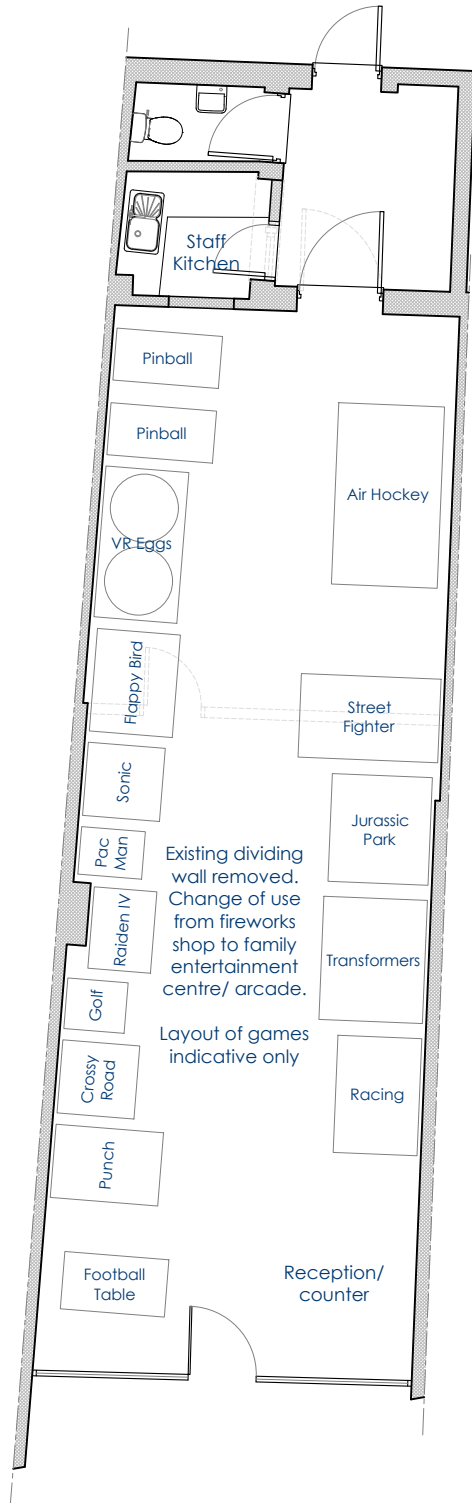 Staff
Kitchen
Pinball
Pinball
Air Hockey
VR Eggs
Flappy Bird
Street
Fighter
Sonic
Jurassic
Park
Pac
Man
Existing dividing
wall removed.
Change of use
from fireworks
shop to family
entertainment
centre/ arcade.
Layout of games
indicative only
Raiden IV
Transformers
Golf
Crossy
Road
Racing
Punch
Football
Table
Reception/
counter